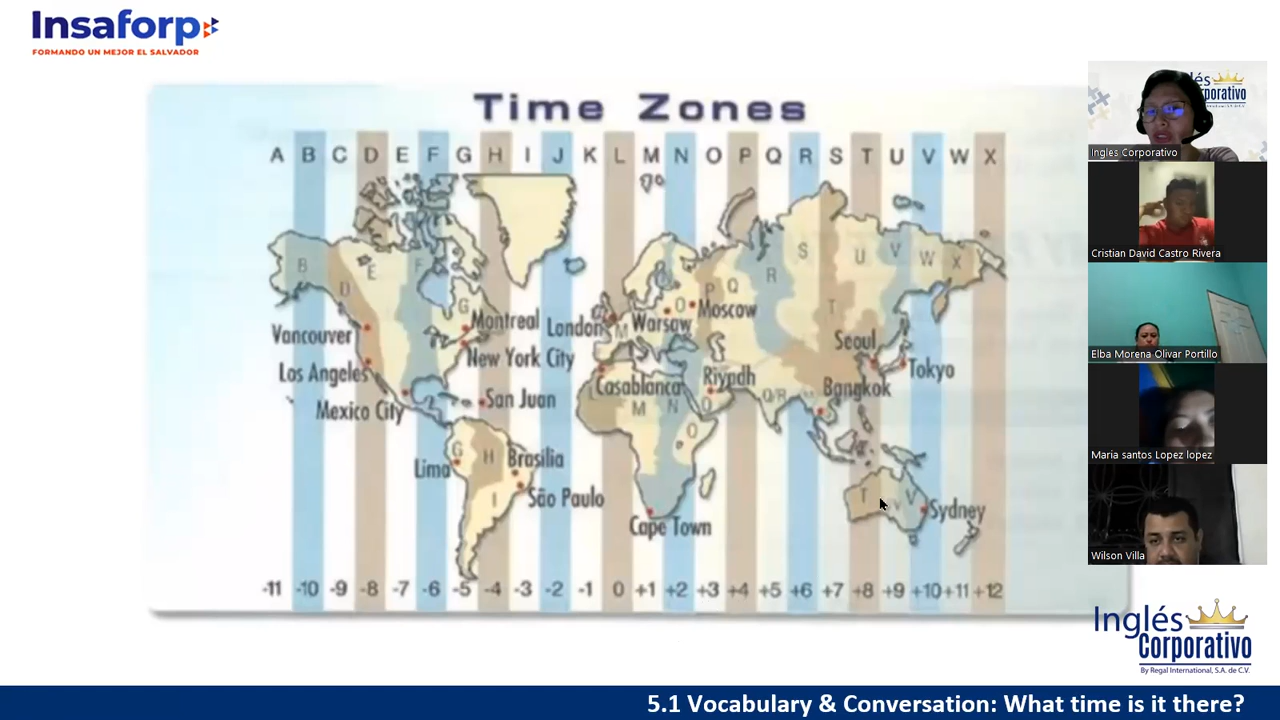 Insaforp
FORMANDO UN MEJOR EL SALVADOR
Time Zones
A B C D E F G H I J K L M N O P Q R S T U V W X
B
D
E
F
G
Vancouver
Los Angeles
Mexico City
Montreal
New York City
San Juan
Lima
G
H
I
Brasilia
São Paulo
London
M
Warsaw
O
Moscow
P
Q
R
S
T
U
V
W
X
Casablanca
M
N
O
Riyadh
O
Q/R
Cape Town
Seoul
Tokyo
Bangkok
T
V
Sydney
-11 -10 -9 -8 -7 -6 -5 -4 -3 -2 -1 0 +1 +2 +3 +4 +5 +6 +7 +8 +9 +10 +11 +12
Inglés Corporativo
Cristian David Castro Rivera
Elba Morena Olivar Portillo
Maria santos Lopez lopez
Wilson Villa
Inglés
Corporativo
By Regal International, S.A. de C.V.
5.1 Vocabulary & Conversation: What time is it there?